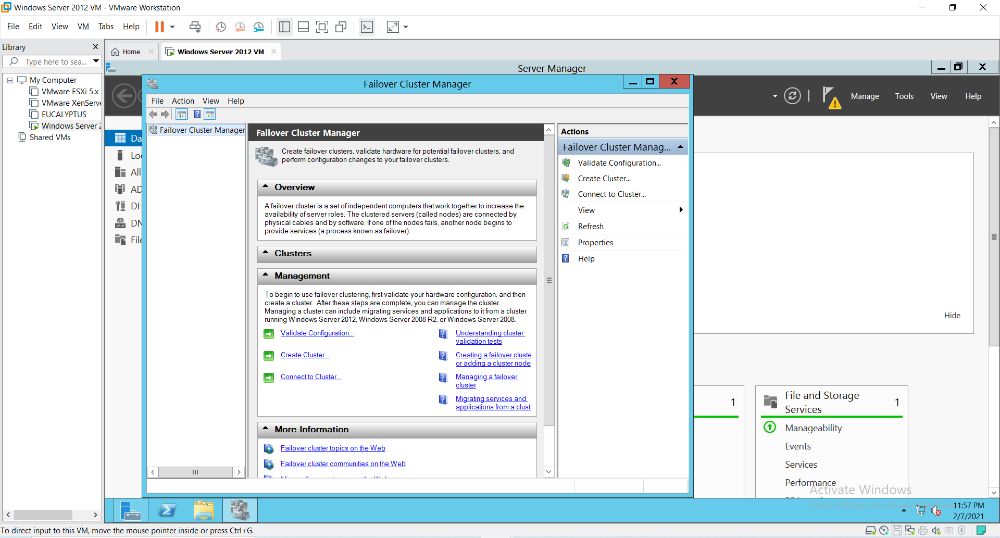 Windows Server 2012 VM - VMware Workstation
File Edit View VM Tabs Help
Library
Type here to sea...
My Computer
VMware ESXi 5.x
VMware XenServe
EUCALYPTUS
Windows Server 2
Shared VMs
Home
Windows Server 2012 VM
Server Manager
Manage Tools View Help
Da
Loc
All
AD
DH
DN
File
Failover Cluster Manager
File Action View Help
Failover Cluster Manager
Failover Cluster Manager
Create failover clusters, validate hardware for potential failover clusters, and
perform configuration changes to your failover clusters.
Overview
A failover cluster is a set of independent computers that work together to increase the
availability of server roles. The clustered servers (called nodes) are connected by
physical cables and by software. If one of the nodes fails, another node begins to
provide services (a process known as failover).
Clusters
Management
To begin to use failover clustering, first validate your hardware configuration, and then
create a cluster. After these steps are complete, you can manage the cluster.
Managing a cluster can include migrating services and applications to it from a cluster
running Windows Server 2012, Windows Server 2008 R2, or Windows Server 2008.
Validate Configuration...
Create Cluster...
Connect to Cluster...
Understanding cluster
validation tests
Creating a failover cluste
or adding a cluster node
Managing a failover
cluster
Migrating services and
applications from a clust
More Information
Failover cluster topics on the Web
Failover cluster communities on the Web
Actions
Failover Cluster Manag...
Validate Configuration...
Create Cluster...
Connect to Cluster...
View
Refresh
Properties
Help
Hide
1
File and Storage
Services
1
Manageability
Events
Services
Performance
Activate Windows
Go to Settings to activate
11:57 PM
2/7/2021
To direct input to this VM, move the mouse pointer inside or press Ctrl+G.